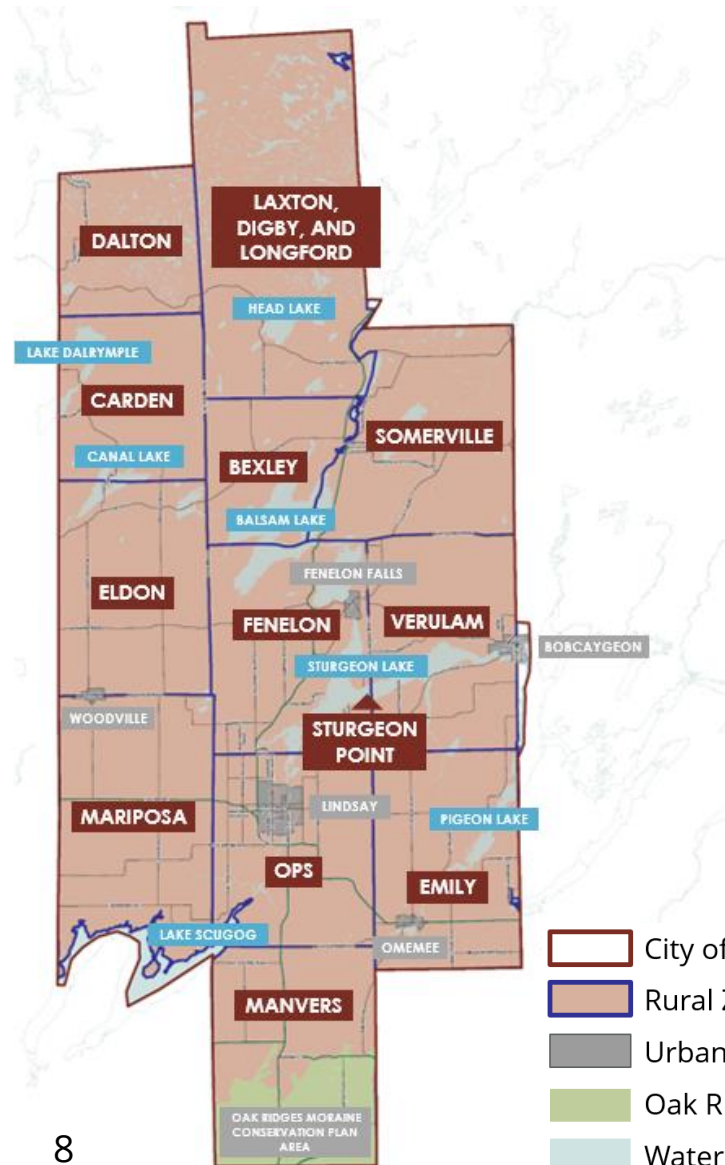 LAXTON,
DIGBY, AND
LONGFORD
DALTON
HEAD LAKE
LAKE DALRYMPLE
CARDEN
SOMERVILLE
CANAL LAKE
BEXLEY
BALSAM LAKE
FENELON FALLS
ELDON
FENELON
VERULAM
BOBCAYGEON
STURGEON LAKE
WOODVILLE
STURGEON
POINT
LINDSAY
MARIPOSA
PIGEON LAKE
OPS
EMILY
LAKE SCUGOG
OMEMEE
MANVERS
OAK RIDGES MORAINE
CONSERVATION PLAN
AREA
City of
Rural Z
Urban
Oak R
Water
8